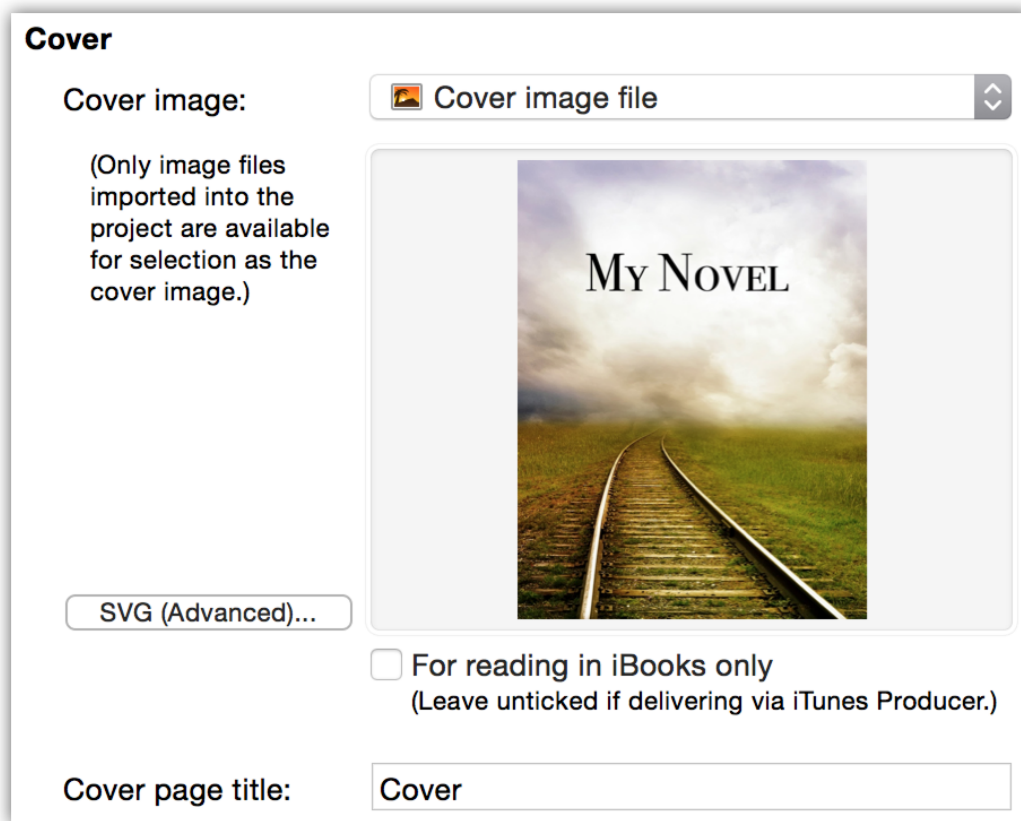 Cover
Cover image:
Cover image file
(Only image files
imported into the
project are available
for selection as the
cover image.)
My Novel
SVG (Advanced)...
For reading in iBooks only
(Leave unticked if delivering via iTunes Producer.)
Cover page title:
Cover